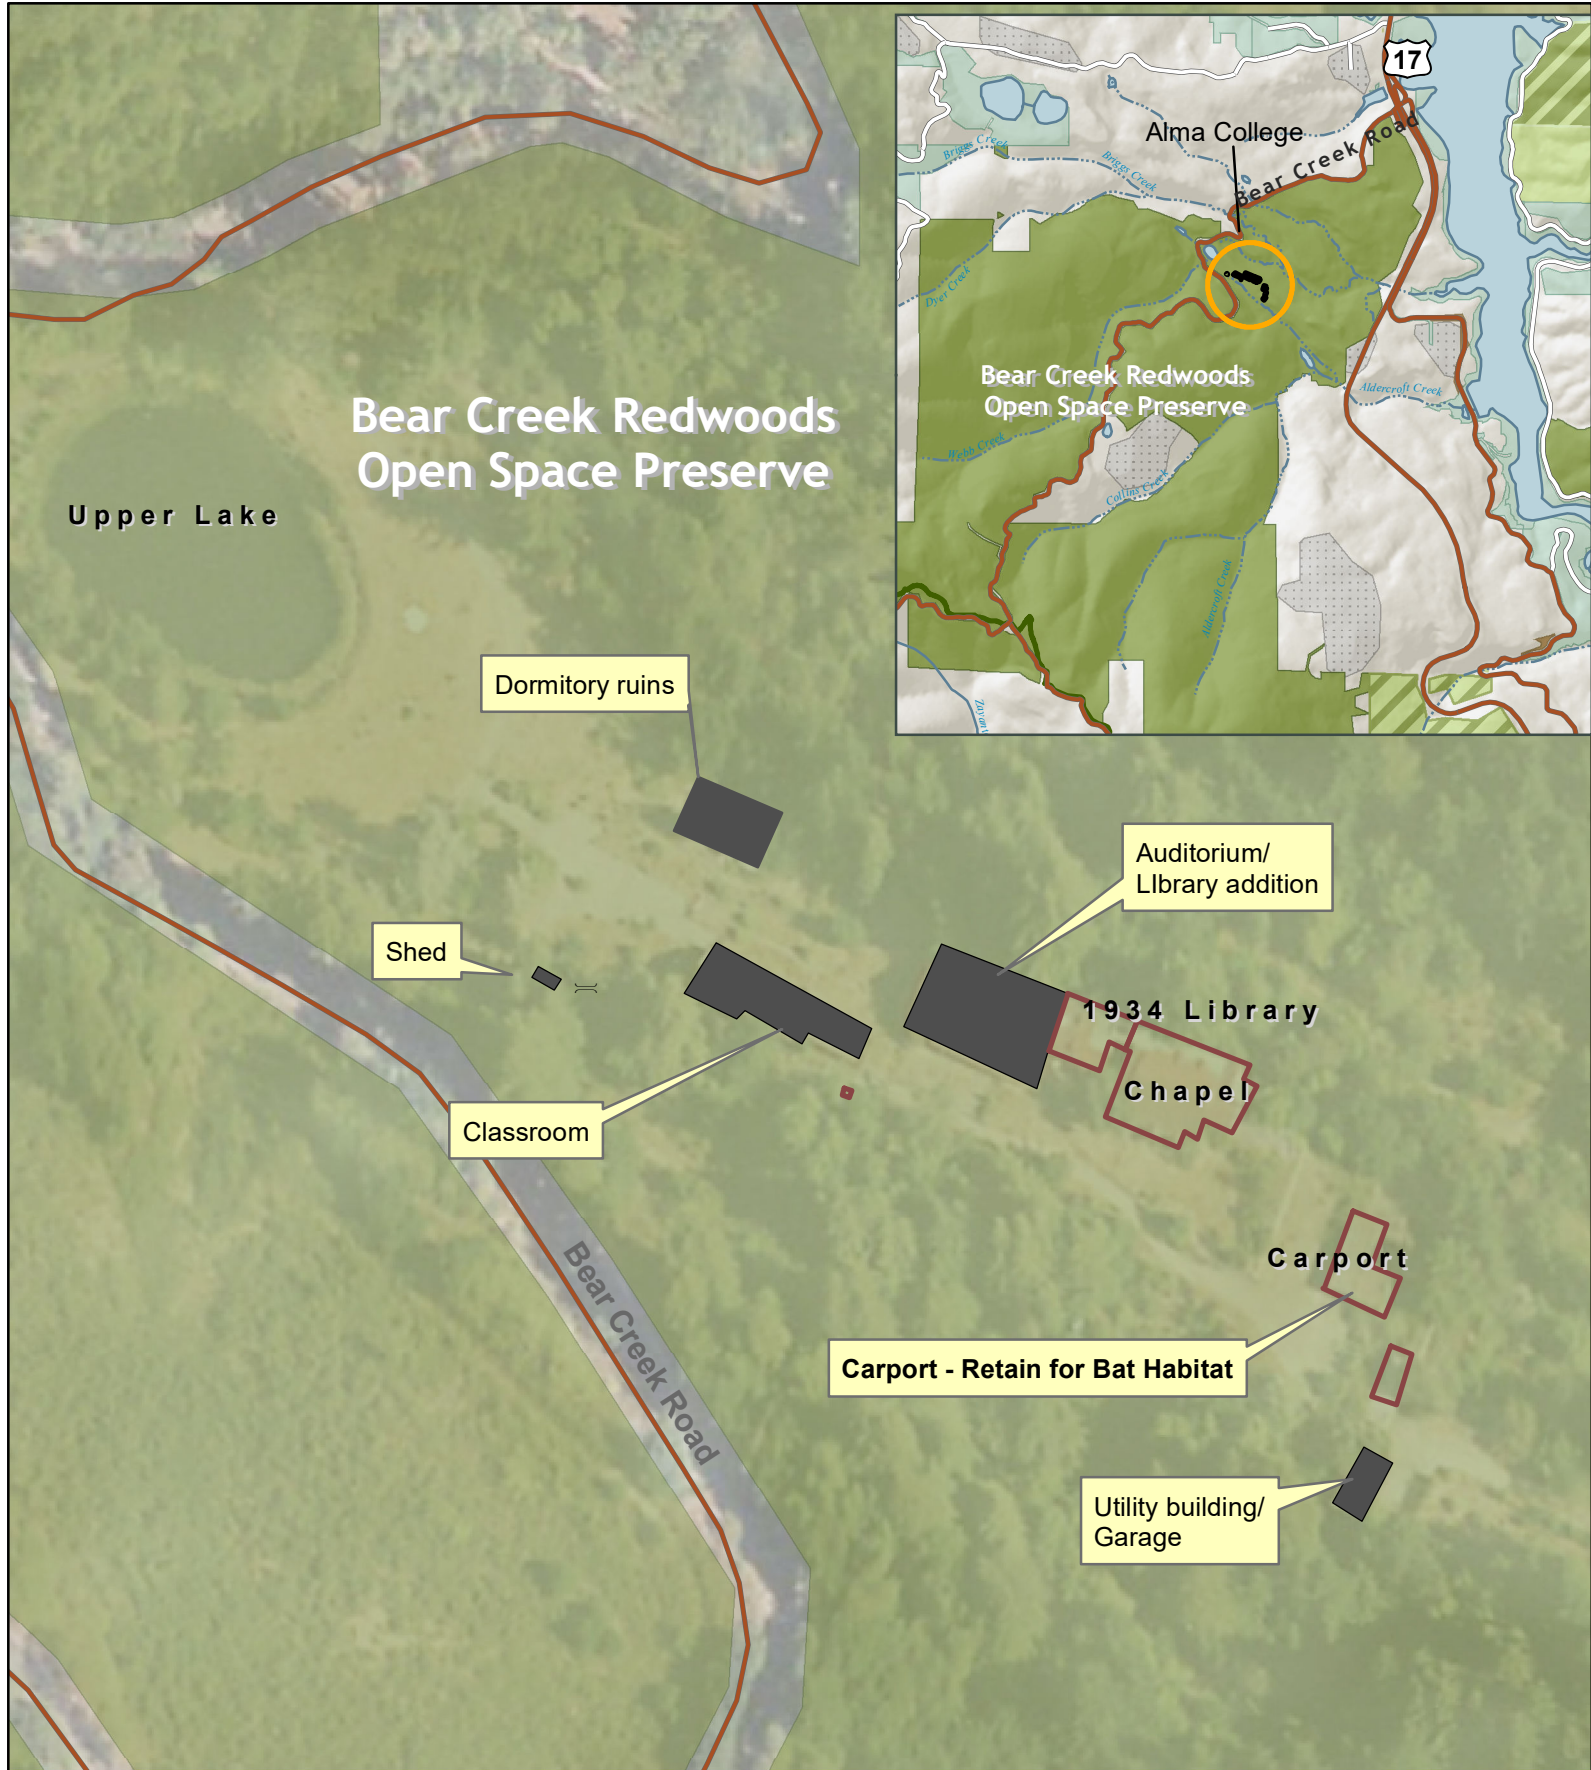 17
Alma College
Bear Creek Road
Briggs Creek
Briggs Creek
Dyer Creek
Bear Creek Redwoods
Open Space Preserve
Aldercroft Creek
Webb Creek
Collins Creek
Aldercroft Creek
Bear Creek Redwoods
Open Space Preserve
Upper Lake
Dormitory ruins
Auditorium/
LIbrary addition
Shed
1934 Library
Chapel
Classroom
Carport
Bear Creek Road
Carport - Retain for Bat Habitat
Utility building/
Garage